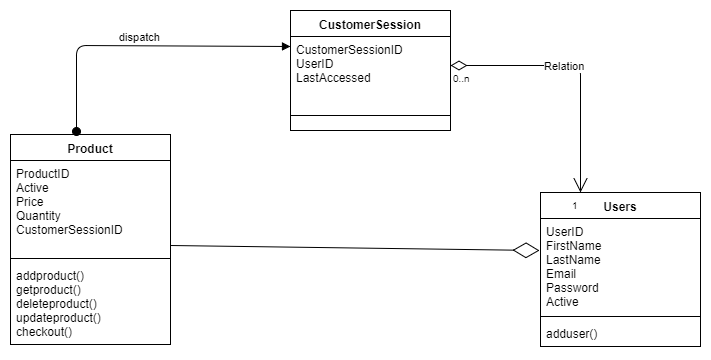 CustomerSession
dispatch
CustomerSessionID
UserID
LastAccessed
Relation
0..n
Product
ProductID
Active
Price
Quantity
CustomerSessionID
addproduct()
getproduct()
deleteproduct()
updateproduct()
checkout()
1
Users
UserID
FirstName
LastName
Email
Password
Active
adduser()